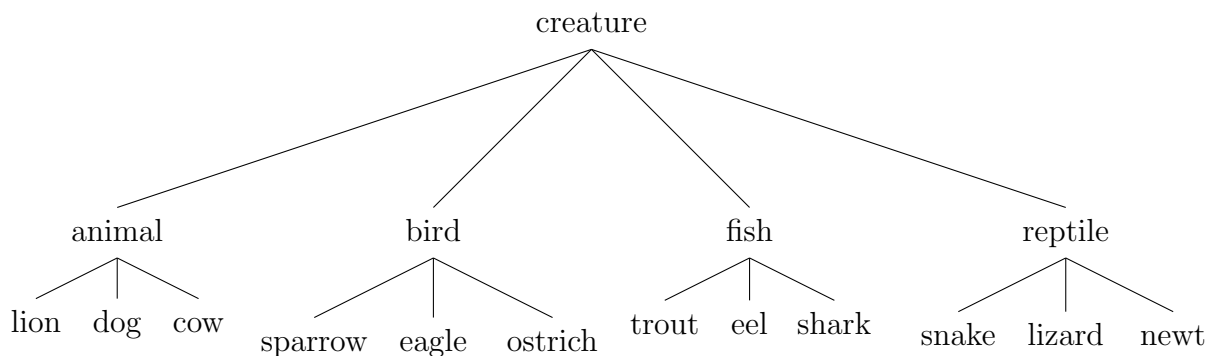 creature
animal bird fish reptile
lion dog cow sparrow eagle ostrich trout eel shark snake lizard newt